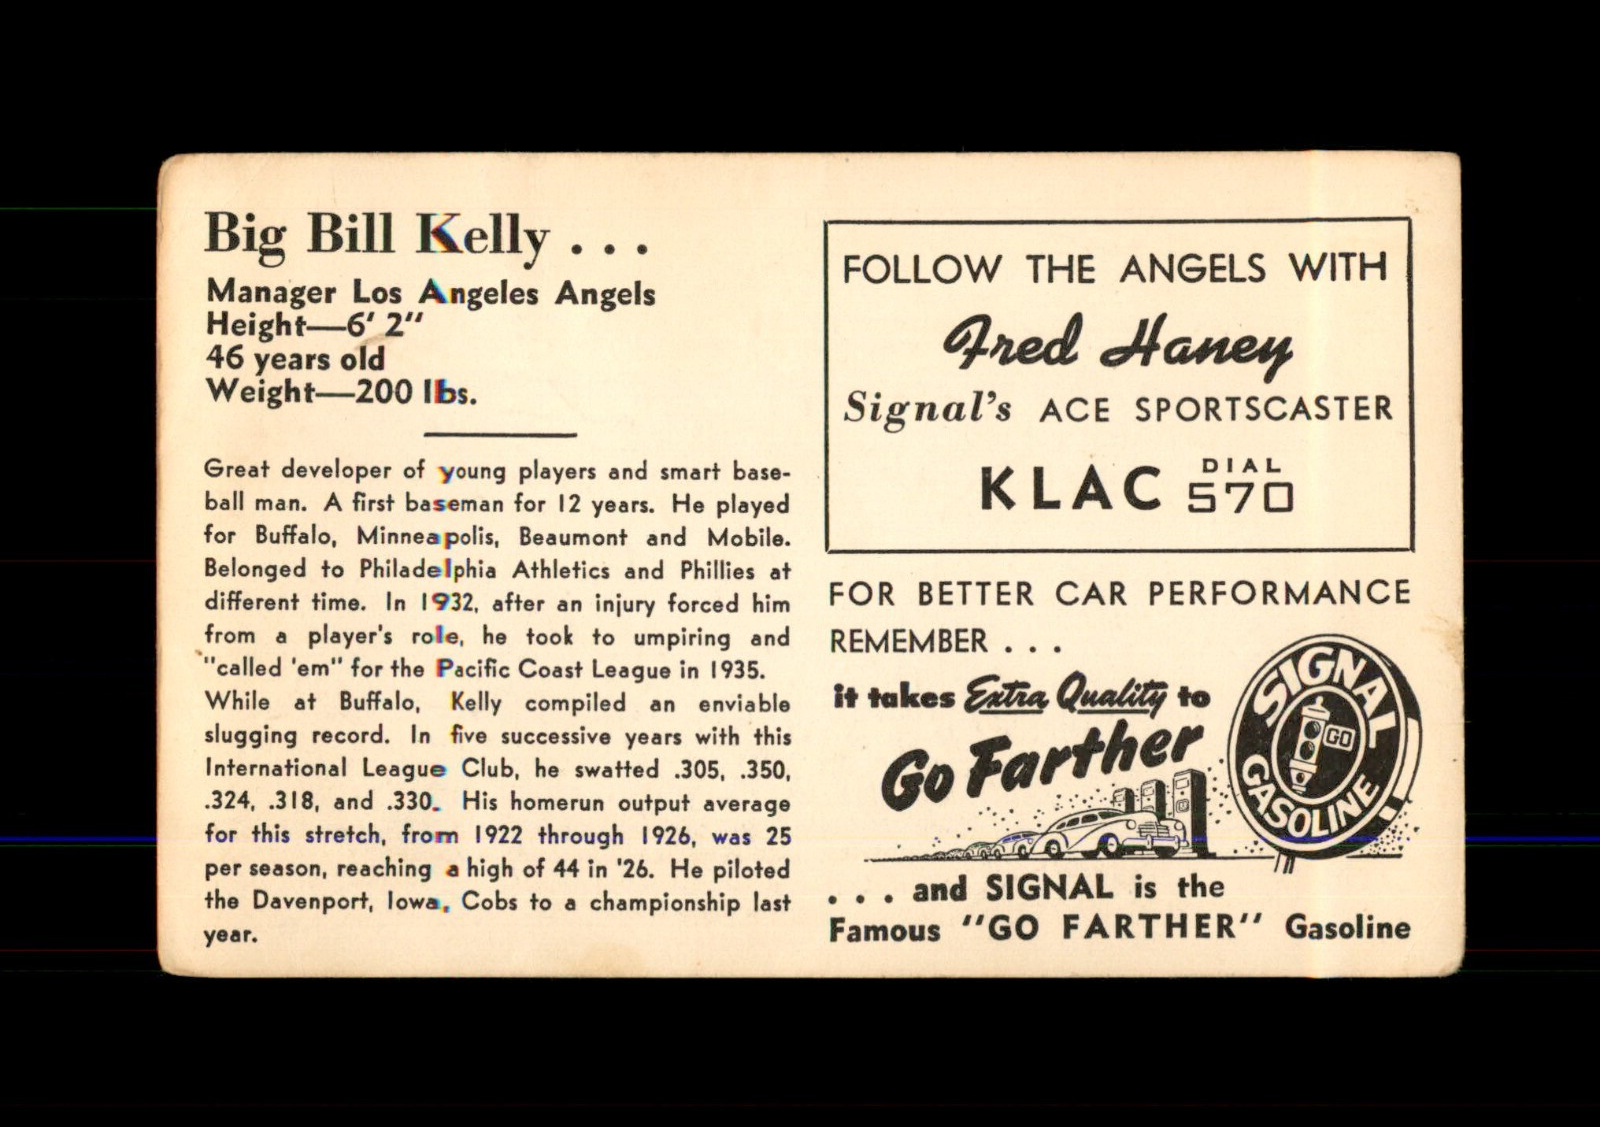 Big Bill Kelly . . .
Manager Los Angeles Angels
Height—6' 2"
46 years old
Weight—200 lbs.
Great developer of young players and smart base-
ball man. A first baseman for 12 years. He played
for Buffalo, Minneapolis, Beaumont and Mobile.
Belonged to Philadelphia Athletics and Phillies at
different time. In 1932, after an injury forced him
from a player's role, he took to umpiring and
"called 'em" for the Pacific Coast League in 1935.
While at Buffalo, Kelly compiled an enviable
slugging record. In five successive years with this
International League Club, he swatted .305, .350,
.324, .318, and .330. His homerun output average
for this stretch, from 1922 through 1926, was 25
per season, reaching a high of 44 in '26. He piloted
the Davenport, Iowa, Cobs to a championship last
year.
FOLLOW THE ANGELS WITH
Fred Haney
Signal's ACE SPORTSCASTER
KLAC DIAL 570
FOR BETTER CAR PERFORMANCE
REMEMBER . . .
it takes Extra Quality to
Go Farther
SIGNAL
GO
GASOLINE
. . . and SIGNAL is the
Famous "GO FARTHER" Gasoline